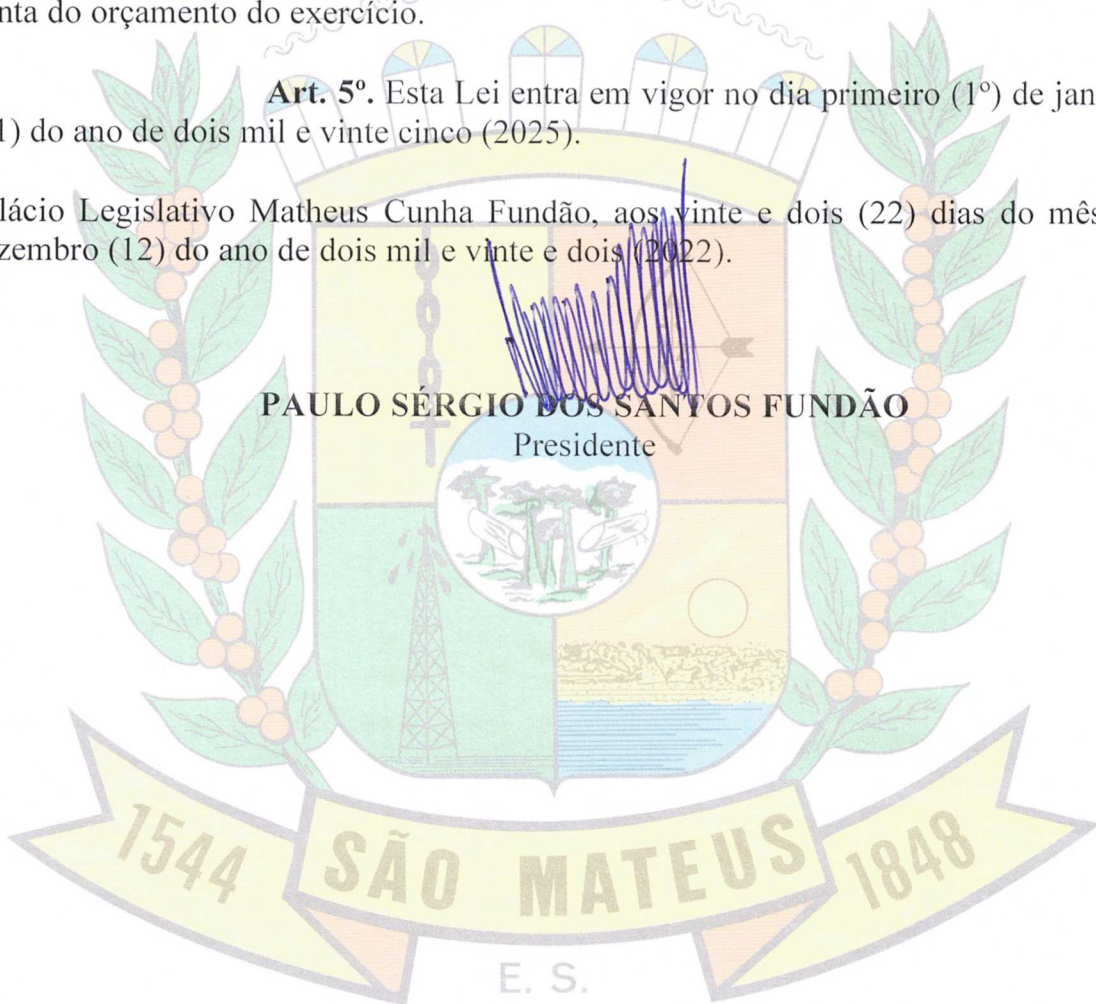 nta do orçamento do exercício.
Art. 5º. Esta Lei entra em vigor no dia primeiro (1º) de jan
1) do ano de dois mil e vinte cinco (2025).
lácio Legislativo Matheus Cunha Fundão, aos vinte e dois (22) dias do mês
zembro (12) do ano de dois mil e vinte e dois (2022).
PAULO SÉRGIO DOS SANTOS FUNDÃO
Presidente
1544 SÃO MATEUS 1848
E. S.